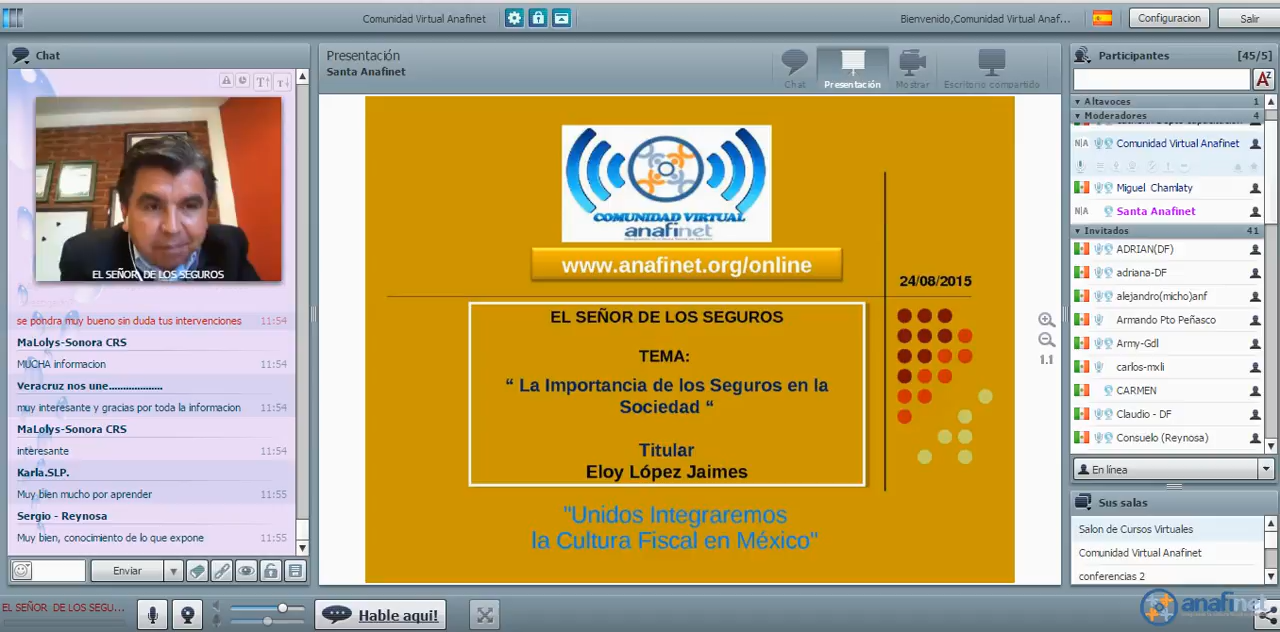 Comunidad Virtual Anafinet
Bienvenido,Comunidad Virtual Anaf...
Configuracion
Salir
Chat
EL SEÑOR DE LOS SEGUROS
se pondra muy bueno sin duda tus intervenciones 11:54
MaLolys-Sonora CRS
MUCHA informacion 11:54
Veracruz nos une..................
muy interesante y gracias por toda la informacion 11:54
MaLolys-Sonora CRS
interesante 11:54
Karla.SLP.
Muy bien mucho por aprender 11:55
Sergio - Reynosa
Muy bien, conocimiento de lo que expone 11:55
Enviar
EL SEÑOR DE LOS SEGU...
Hable aqui!
Presentación
Santa Anafinet
Chat
Presentación
Mostrar
Escritorio compartido
COMUNIDAD VIRTUAL
anafinet
www.anafinet.org/online
24/08/2015
EL SEÑOR DE LOS SEGUROS
TEMA:
“ La Importancia de los Seguros en la
Sociedad “
Titular
Eloy López Jaimes
"Unidos Integraremos
la Cultura Fiscal en México"
1.1
Participantes [45/5]
Altavoces 1
Moderadores 4
N/A Comunidad Virtual Anafinet
Miguel Chamlaty
N/A Santa Anafinet
Invitados 41
ADRIAN(DF)
adriana-DF
alejandro(micho)anf
Armando Pto Peñasco
Army-Gdl
carlos-mxli
CARMEN
Claudio - DF
Consuelo (Reynosa)
En línea
Sus salas
Salon de Cursos Virtuales
Comunidad Virtual Anafinet
conferencias 2
anafinet